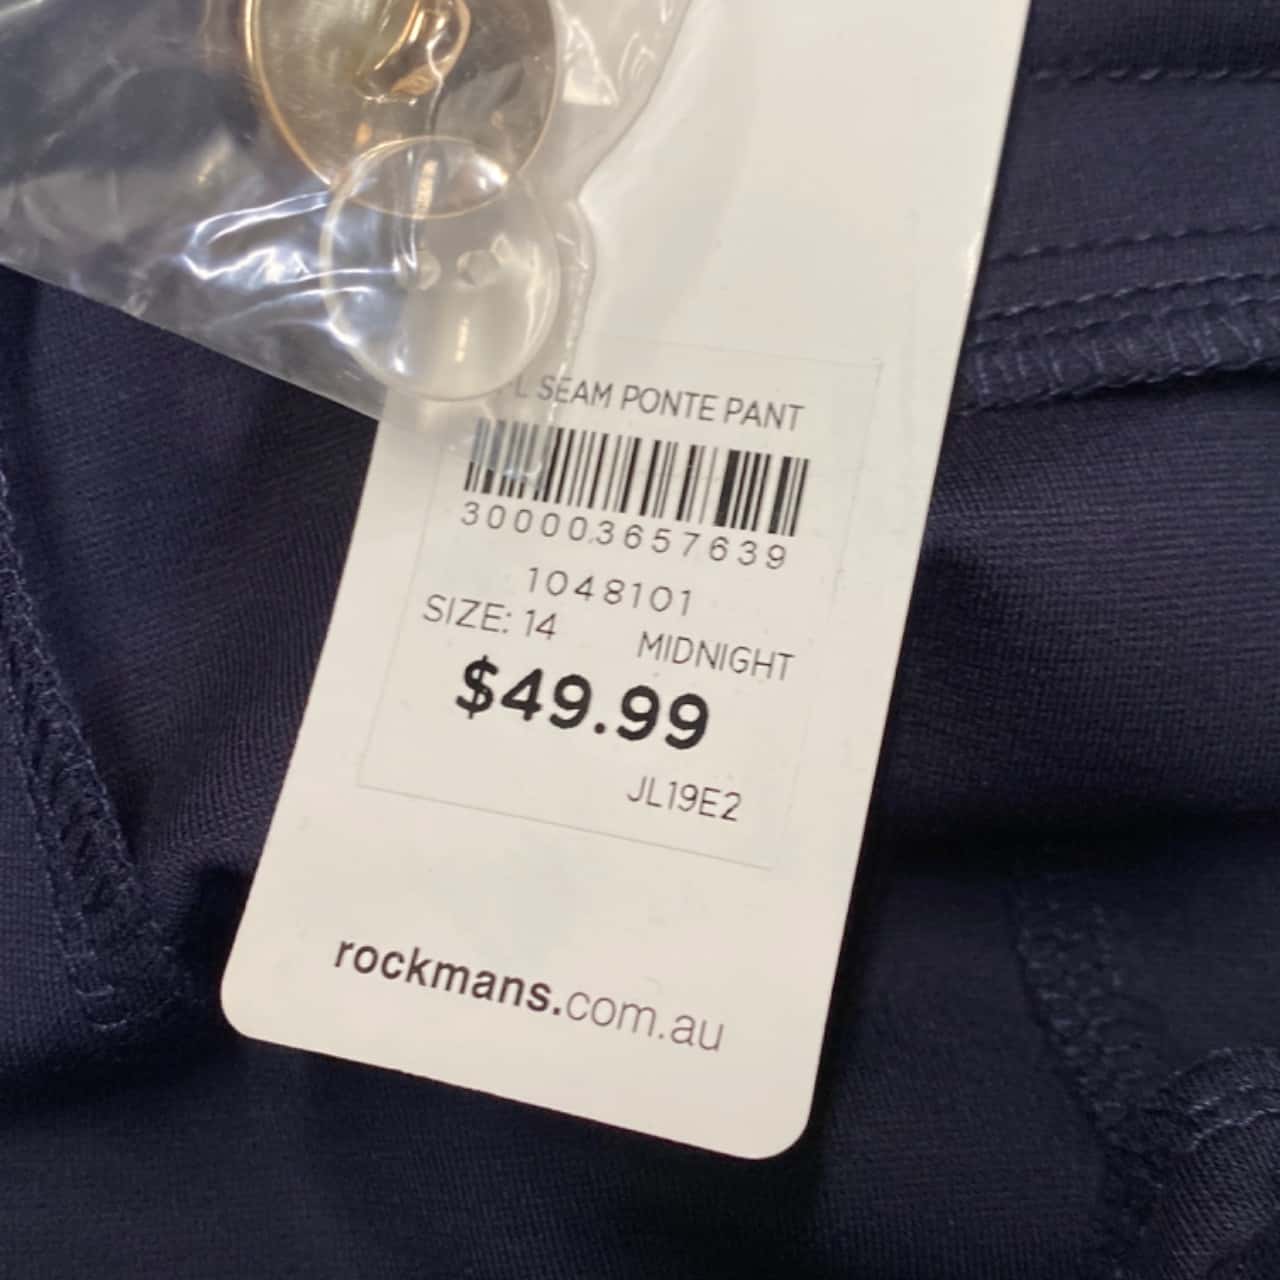 L SEAM PONTE PANT
300003657639
1048101
SIZE: 14 MIDNIGHT
$49.99
JL19E2
rockmans.com.au